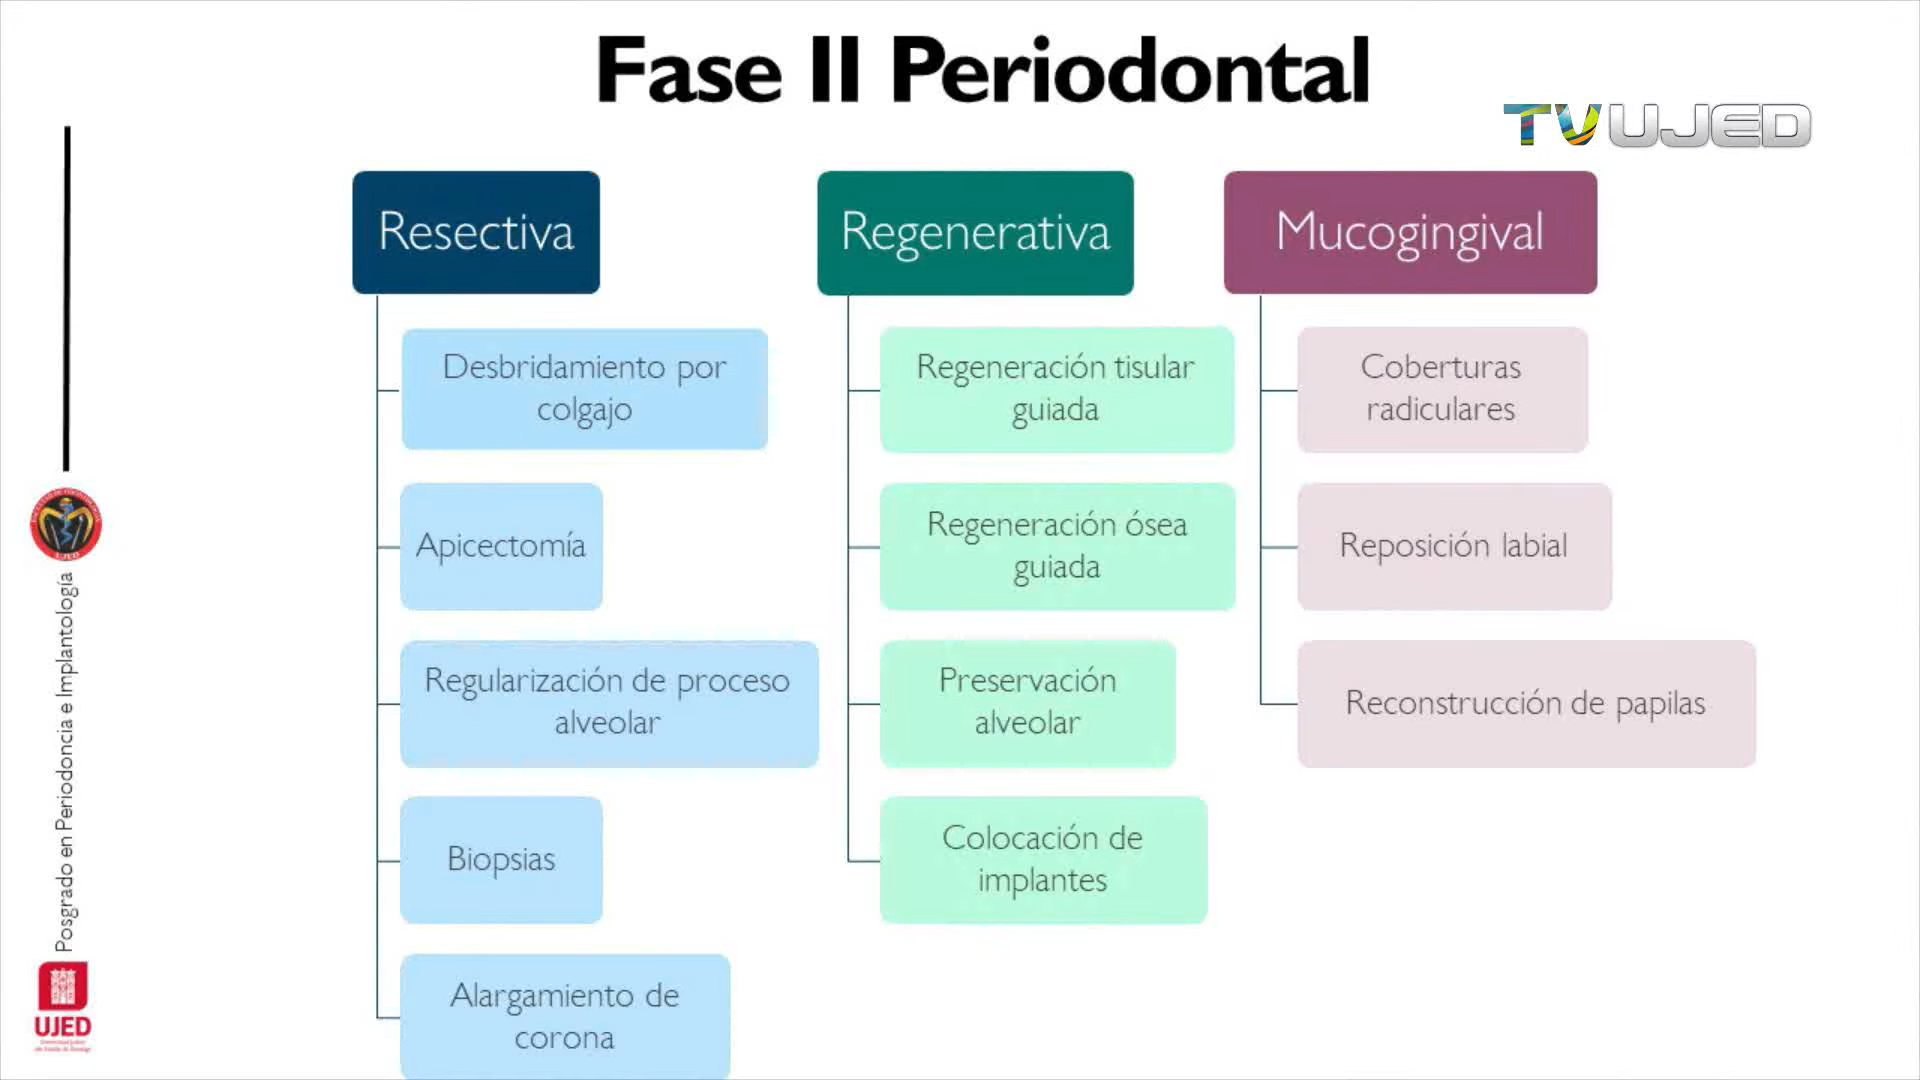 Fase II Periodontal
TVUJED
Resectiva
Desbridamiento por
colgajo
Apicectomía
Regularización de proceso
alveolar
Biopsias
Alargamiento de
corona
Regenerativa
Regeneración tisular
guiada
Regeneración ósea
guiada
Preservación
alveolar
Colocación de
implantes
Mucogingival
Coberturas
radiculares
Reposición labial
Reconstrucción de papilas
Posgrado en Periodoncia e Implantología
UJED
UJED